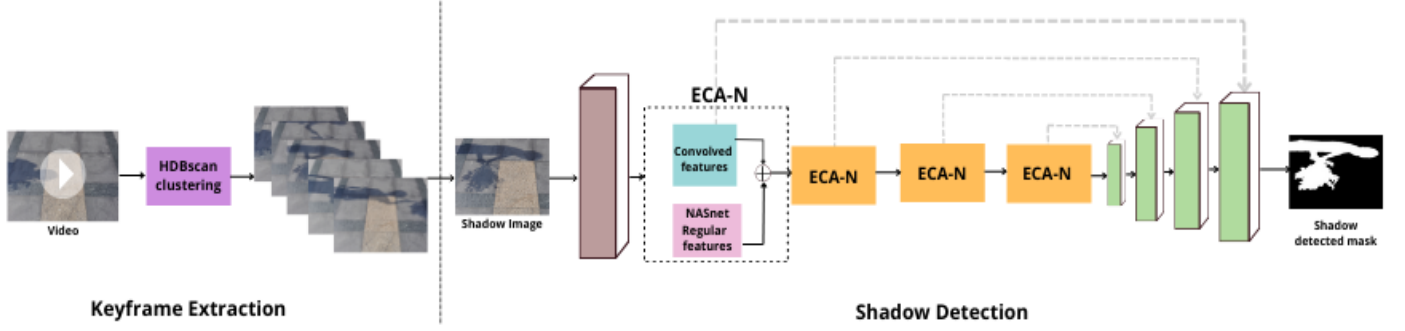 Video
HDBscan
clustering
Keyframe Extraction
Shadow Image
ECA-N
Convolved
features
NASnet
Regular
features
ECA-N
ECA-N
ECA-N
Shadow
detected mask
Shadow Detection